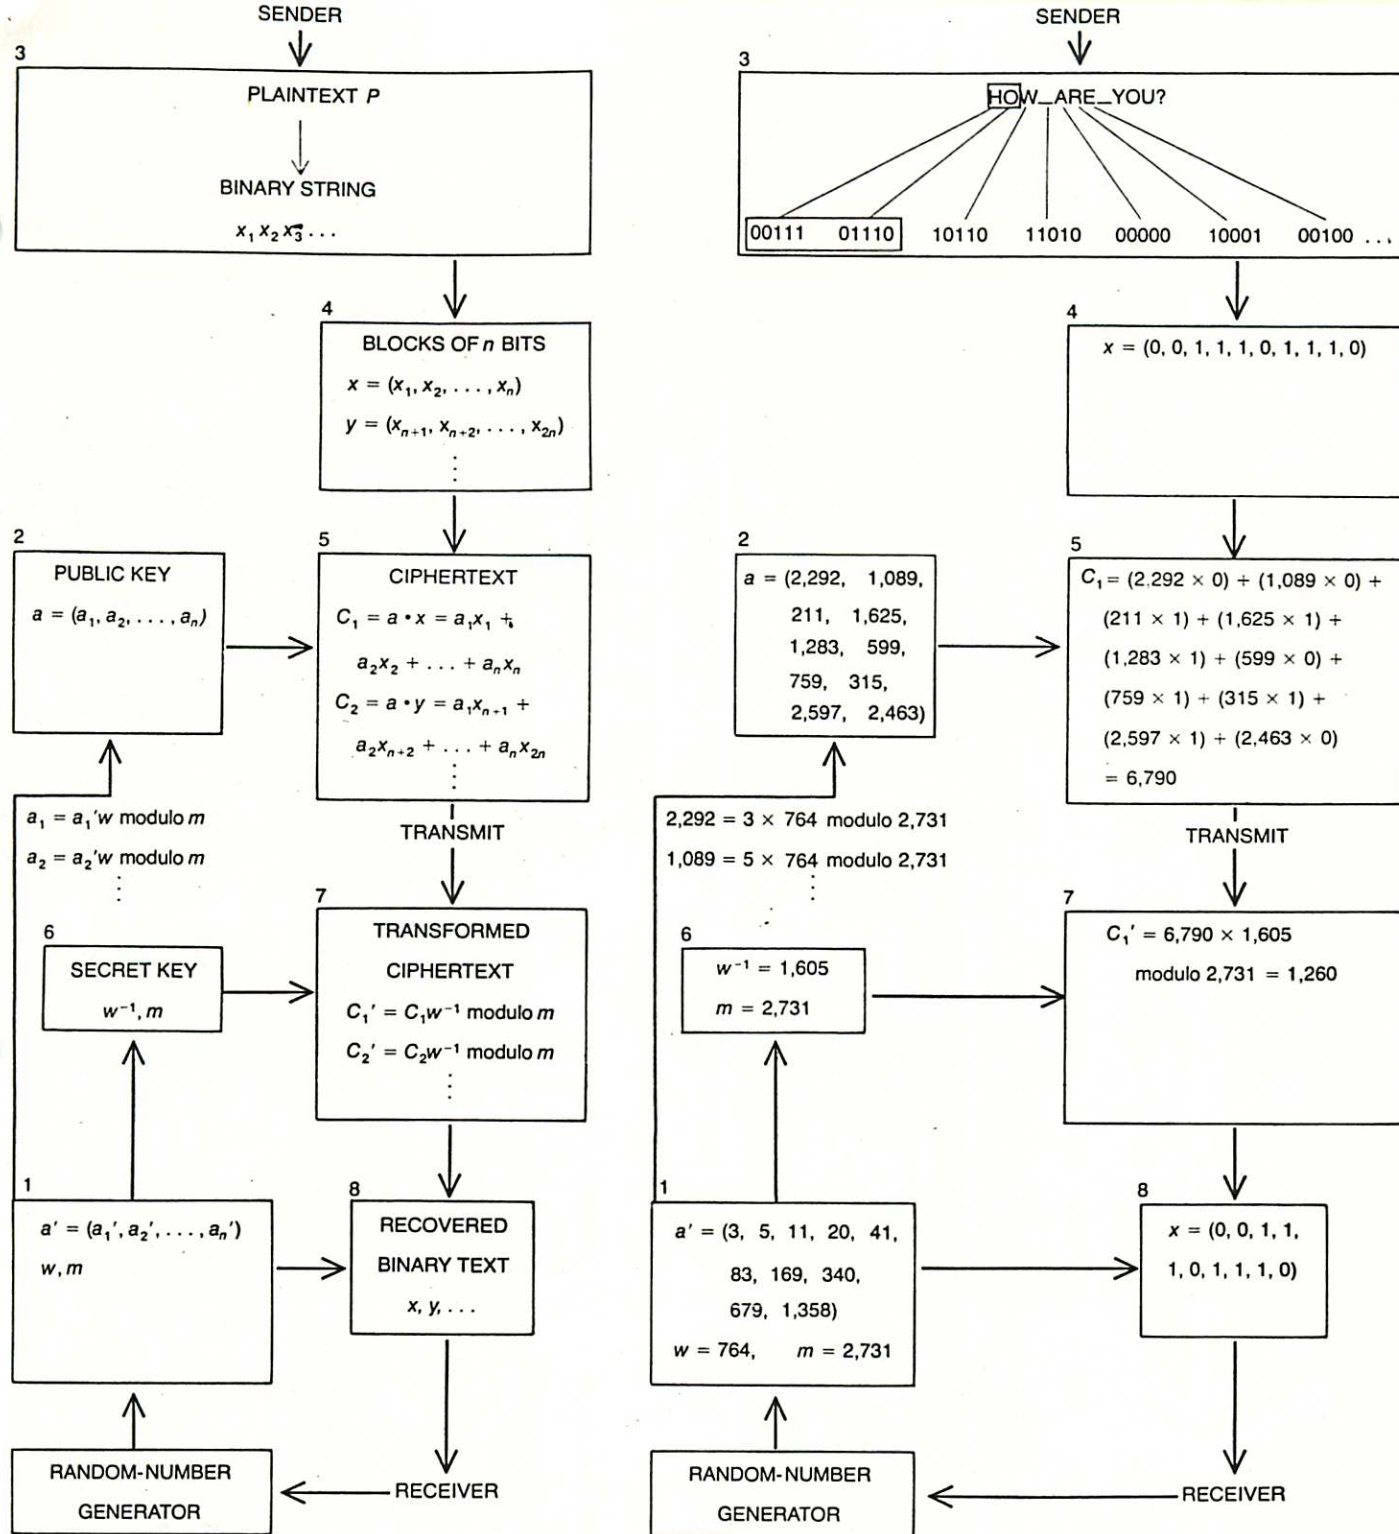 SENDER
3
PLAINTEXT P
BINARY STRING
x₁ x₂ x₃ . . .
4
BLOCKS OF n BITS
x = (x₁, x₂, . . . , xₙ)
y = (xₙ₊₁, xₙ₊₂, . . . , x₂ₙ)
2
PUBLIC KEY
a = (a₁, a₂, . . . , aₙ)
5
CIPHERTEXT
C₁ = a • x = a₁x₁ +
a₂x₂ + . . . + aₙxₙ
C₂ = a • y = a₁xₙ₊₁ +
a₂xₙ₊₂ + . . . + aₙx₂ₙ
a₁ = a₁′w modulo m
a₂ = a₂′w modulo m
TRANSMIT
6
SECRET KEY
w⁻¹, m
7
TRANSFORMED
CIPHERTEXT
C₁′ = C₁w⁻¹ modulo m
C₂′ = C₂w⁻¹ modulo m
1
a′ = (a₁′, a₂′, . . . , aₙ′)
w, m
8
RECOVERED
BINARY TEXT
x, y, . . .
RANDOM-NUMBER
GENERATOR
RECEIVER
SENDER
3
HOW_ARE_YOU?
00111 01110 10110 11010 00000 10001 00100 . . .
4
x = (0, 0, 1, 1, 1, 0, 1, 1, 1, 0)
2
a = (2,292, 1,089,
211, 1,625,
1,283, 599,
759, 315,
2,597, 2,463)
5
C₁ = (2,292 × 0) + (1,089 × 0) +
(211 × 1) + (1,625 × 1) +
(1,283 × 1) + (599 × 0) +
(759 × 1) + (315 × 1) +
(2,597 × 1) + (2,463 × 0)
= 6,790
2,292 = 3 × 764 modulo 2,731
1,089 = 5 × 764 modulo 2,731
TRANSMIT
6
w⁻¹ = 1,605
m = 2,731
7
C₁′ = 6,790 × 1,605
modulo 2,731 = 1,260
1
a′ = (3, 5, 11, 20, 41,
83, 169, 340,
679, 1,358)
w = 764, m = 2,731
8
x = (0, 0, 1, 1,
1, 0, 1, 1, 1, 0)
RANDOM-NUMBER
GENERATOR
RECEIVER